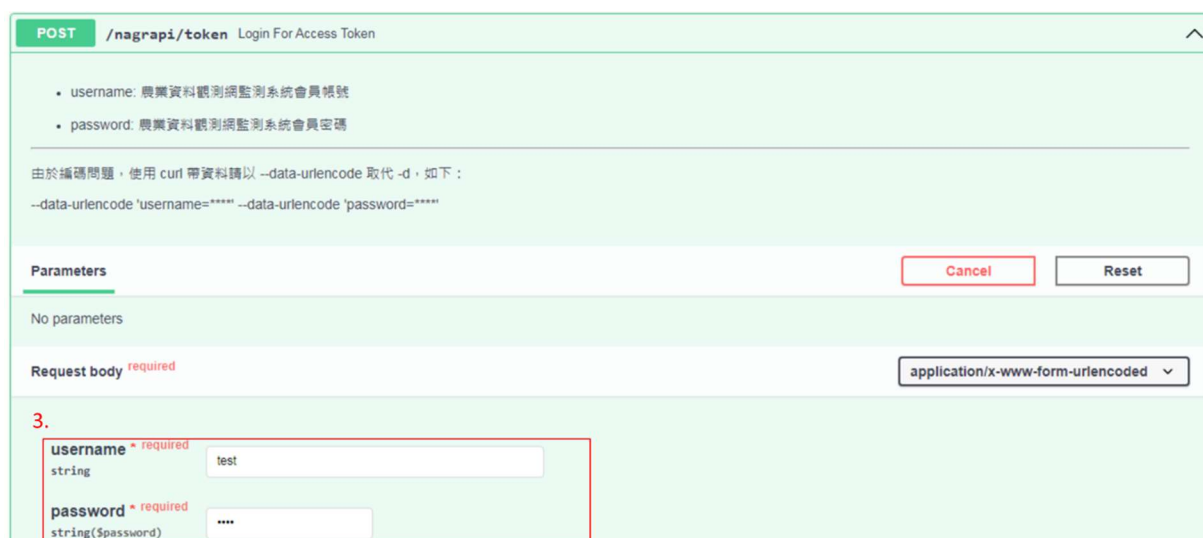 POST /nagrapi/token Login For Access Token
username: 農業資料觀測網監測系統會員帳號
password: 農業資料觀測網監測系統會員密碼
由於編碼問題，使用 curl 帶資料請以 --data-urlencode 取代 -d，如下：
--data-urlencode 'username=****' --data-urlencode 'password=****'
Parameters Cancel Reset
No parameters
Request body required application/x-www-form-urlencoded
3.
username * required
string
test
password * required
string($password)
••••